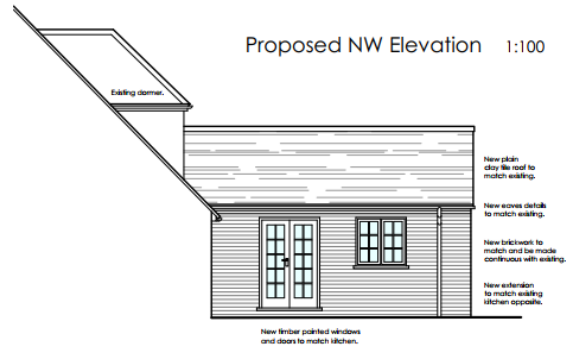 Proposed NW Elevation 1:100
Existing dormer.
New plain
clay tile roof to
match existing.
New eaves details
to match existing.
New brickwork to
match and be made
continuous with existing.
New extension
to match existing
kitchen opposite.
New timber painted windows
and doors to match kitchen.